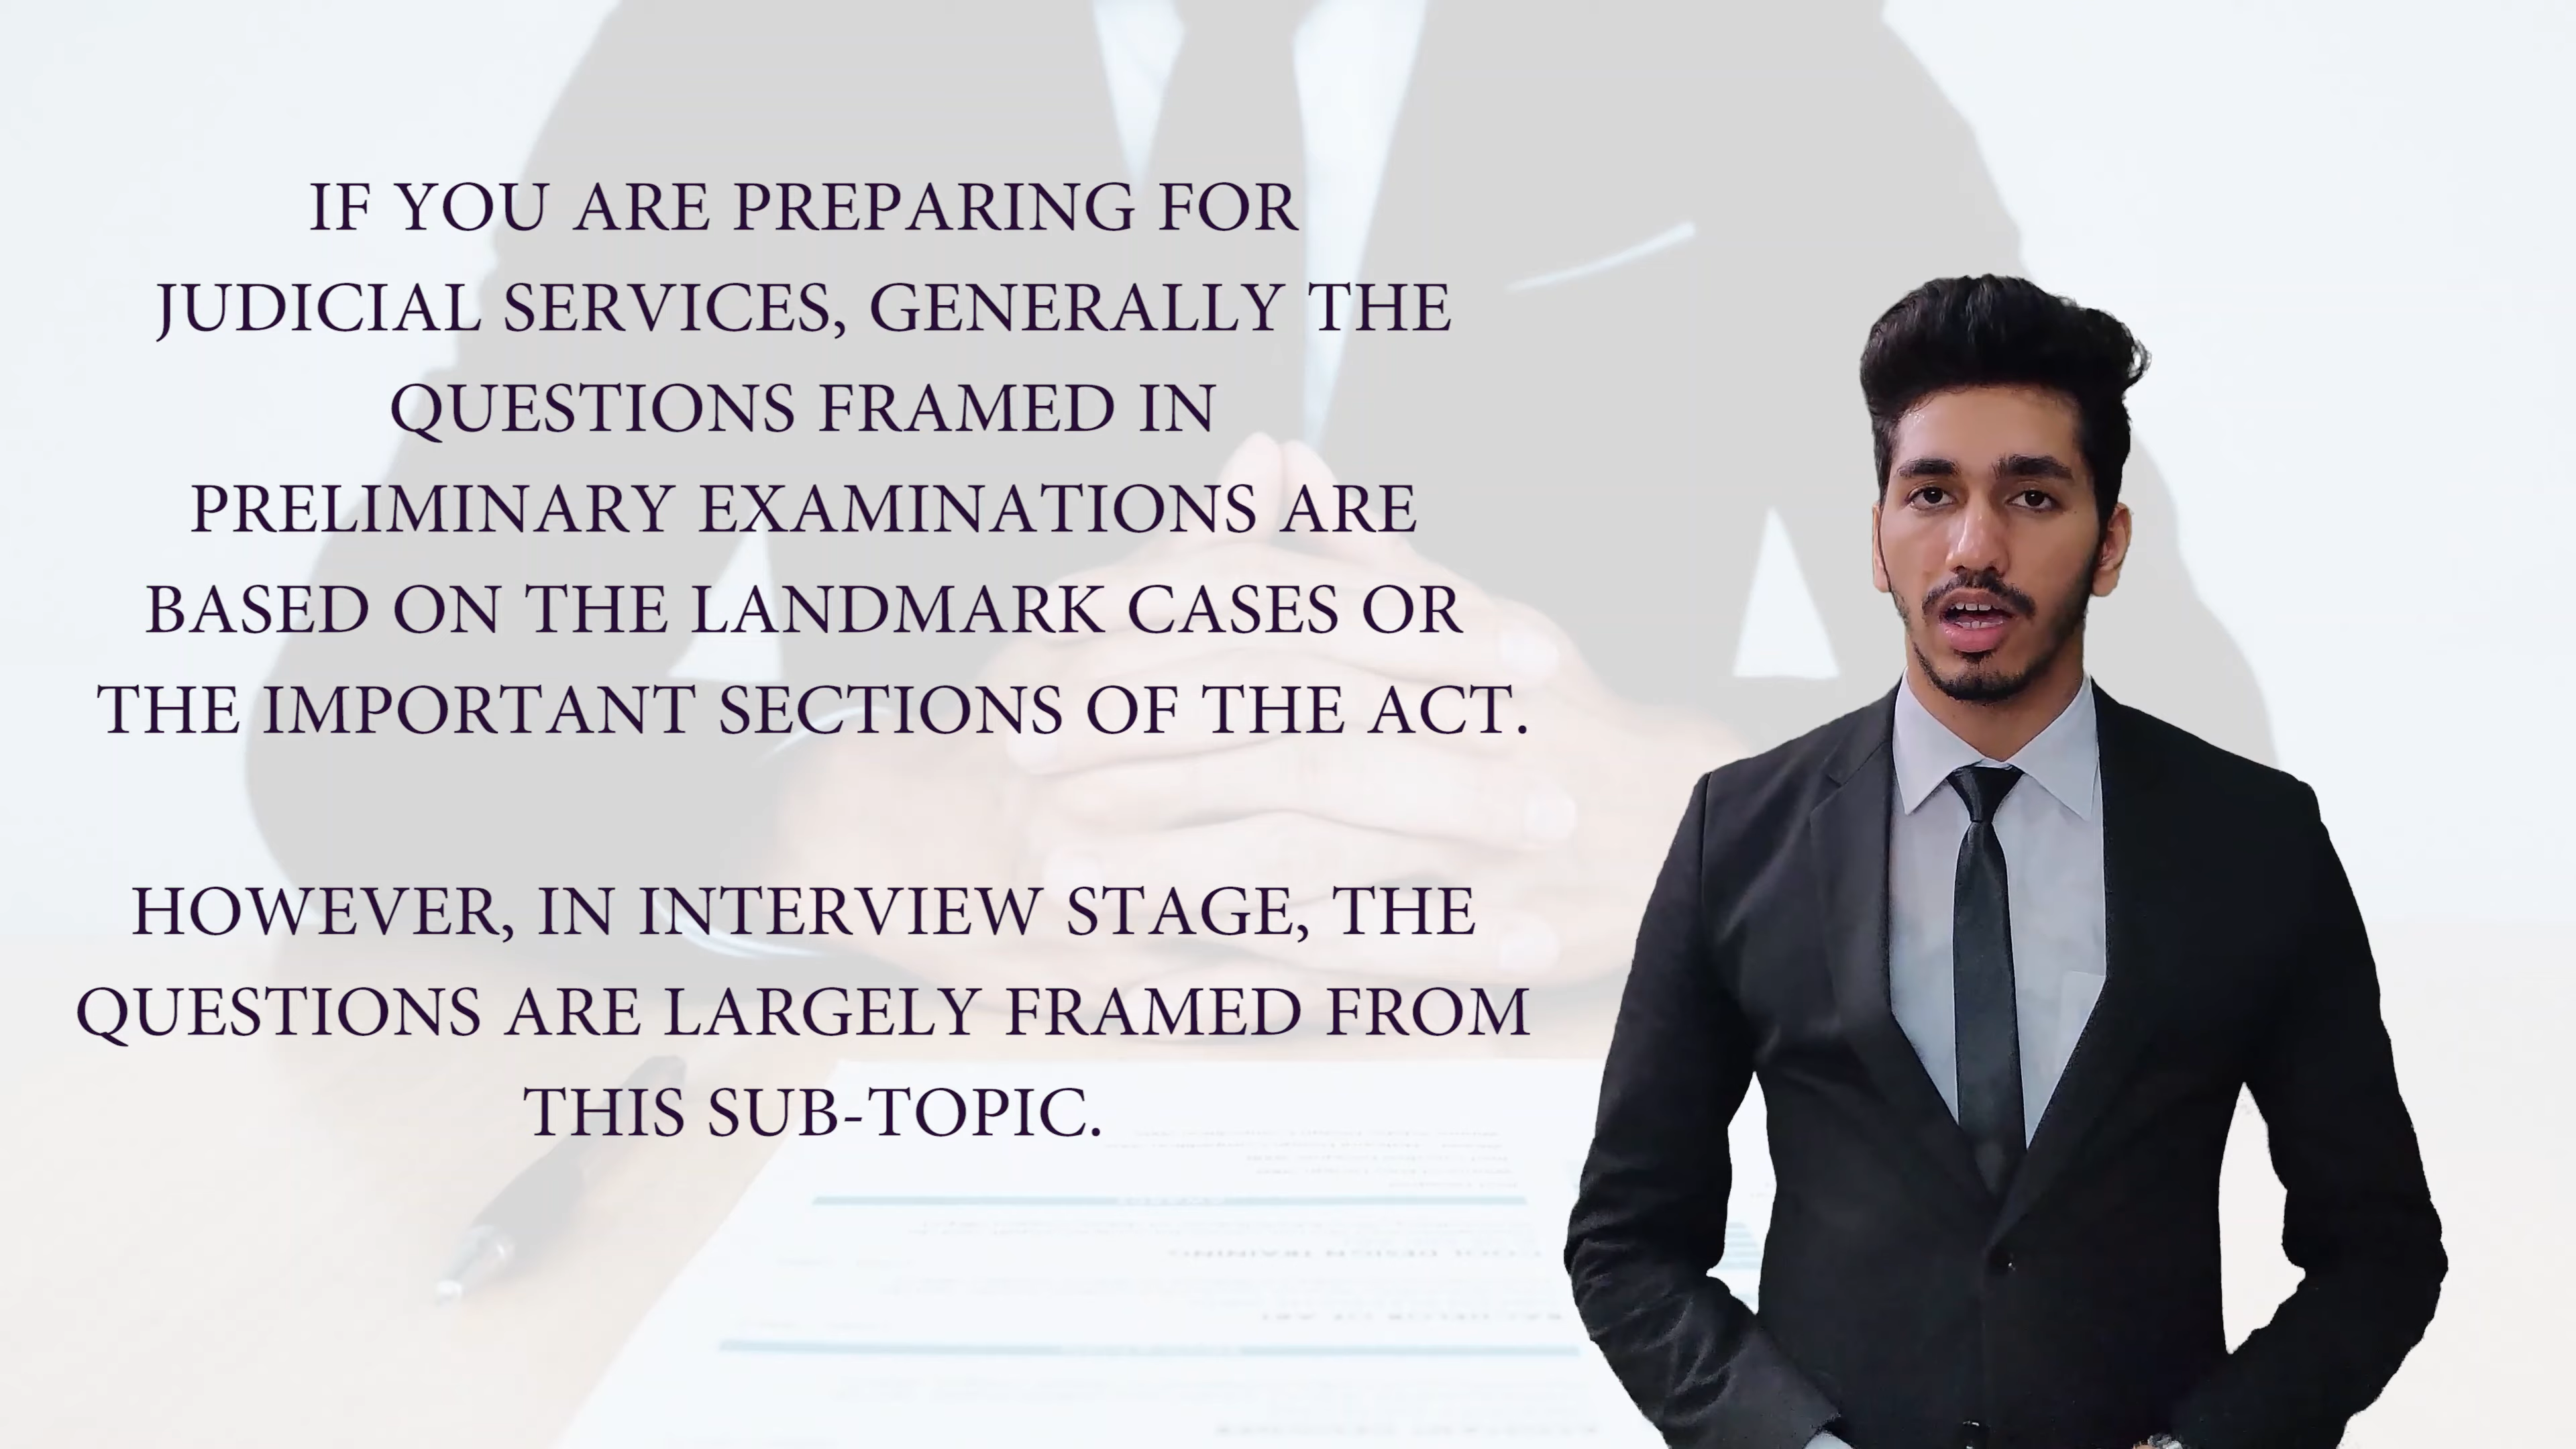 IF YOU ARE PREPARING FOR
JUDICIAL SERVICES, GENERALLY THE
QUESTIONS FRAMED IN
PRELIMINARY EXAMINATIONS ARE
BASED ON THE LANDMARK CASES OR
THE IMPORTANT SECTIONS OF THE ACT.
HOWEVER, IN INTERVIEW STAGE, THE
QUESTIONS ARE LARGELY FRAMED FROM
THIS SUB-TOPIC.